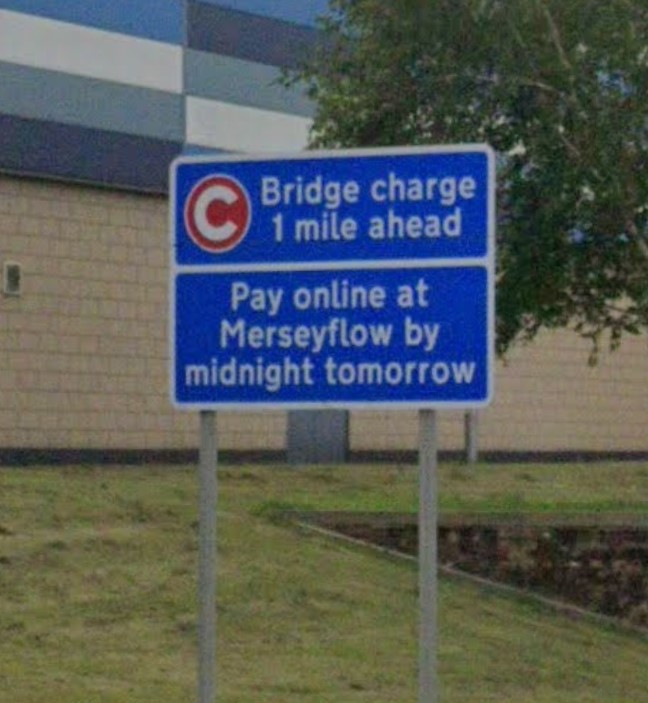 C Bridge charge
1 mile ahead
Pay online at
Merseyflow by
midnight tomorrow